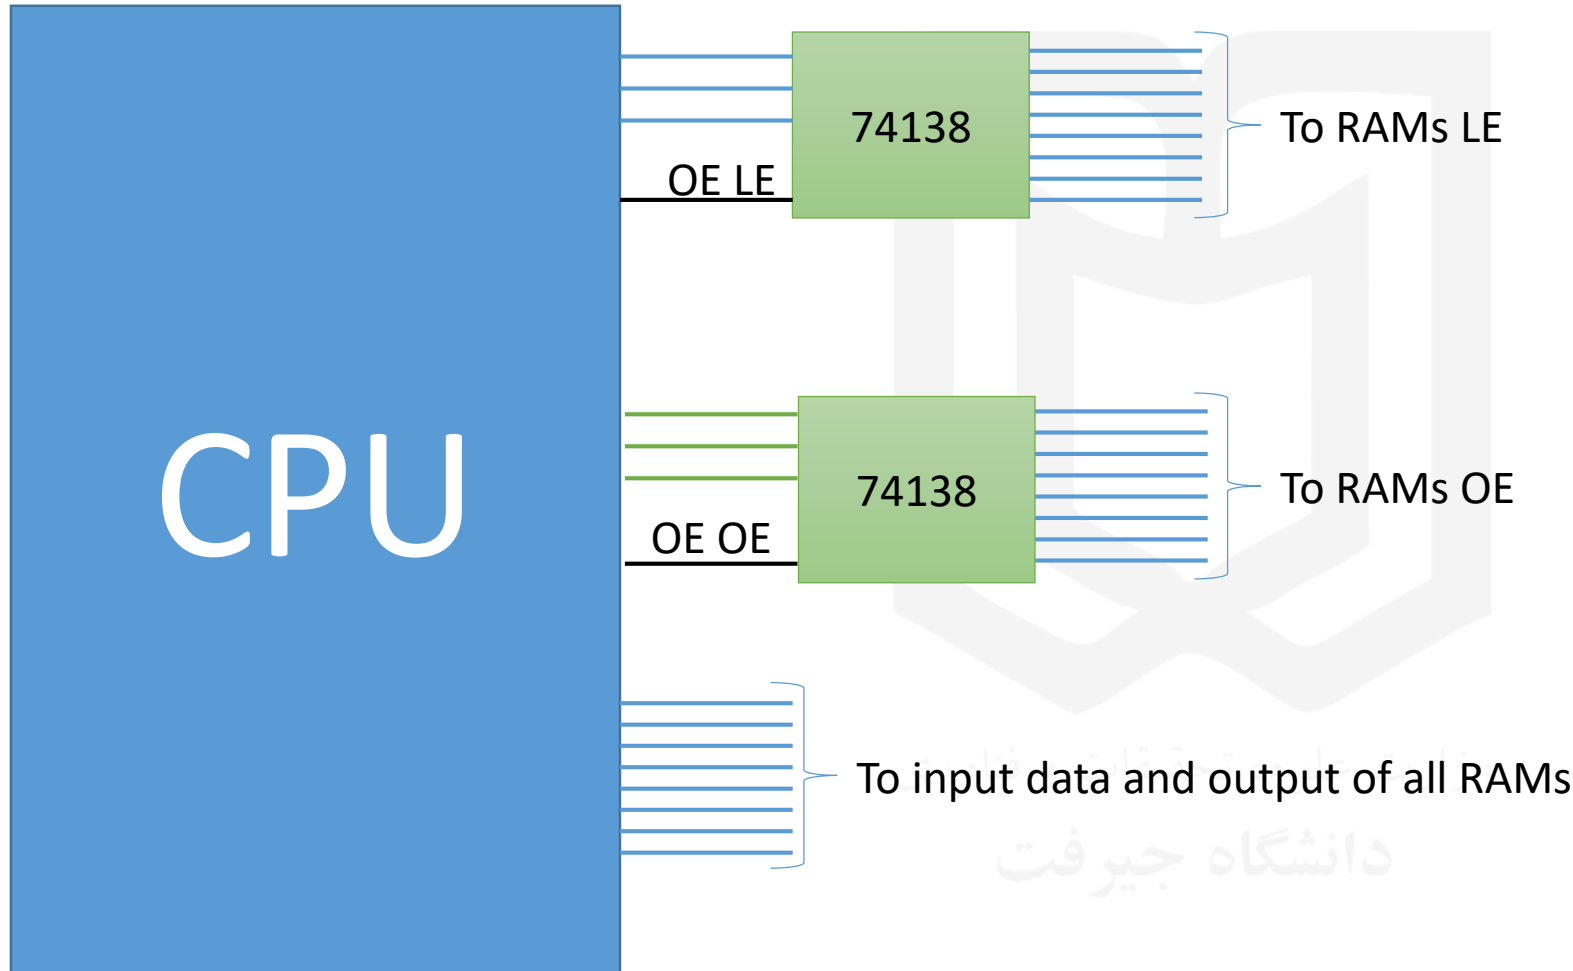 CPU
74138
OE LE
To RAMs LE
74138
OE OE
To RAMs OE
To input data and output of all RAMs
دانشگاه جیرفت